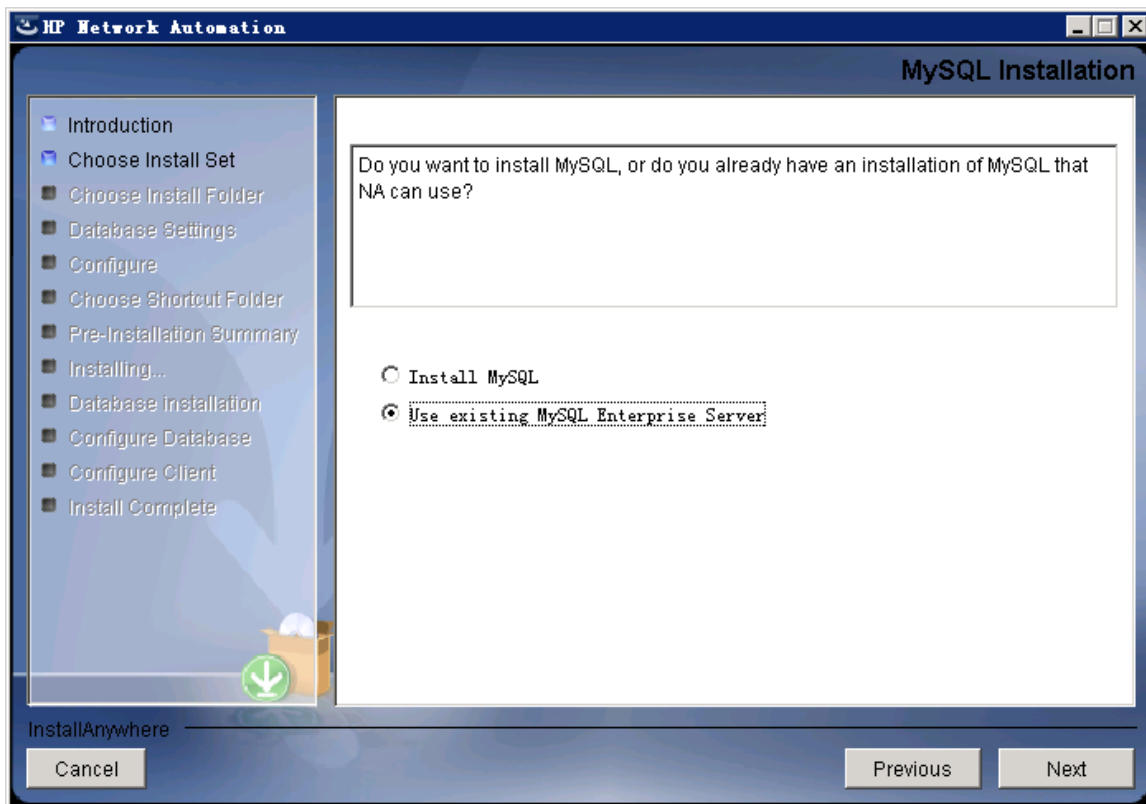 HP Network Automation
MySQL Installation
Introduction
Choose Install Set
Choose Install Folder
Database Settings
Configure
Choose Shortcut Folder
Pre-Installation Summary
Installing...
Database installation
Configure Database
Configure Client
Install Complete
Do you want to install MySQL, or do you already have an installation of MySQL that
NA can use?
Install MySQL
Use existing MySQL Enterprise Server
InstallAnywhere
Cancel
Previous
Next